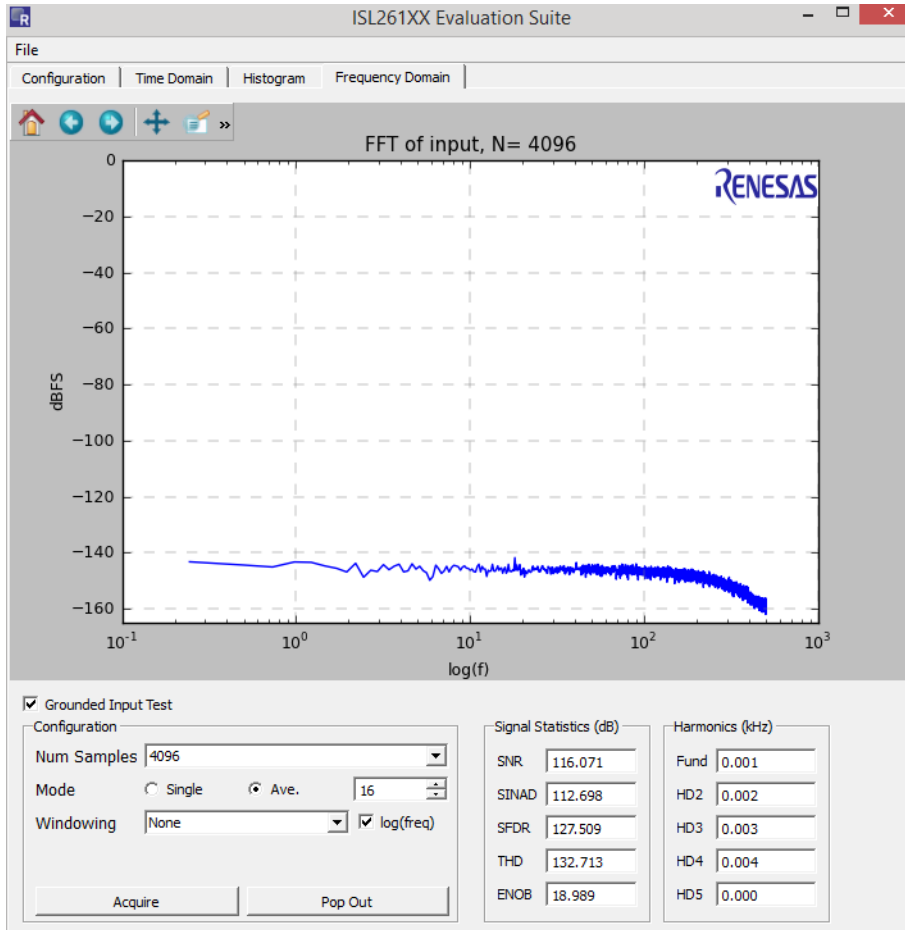 ISL261XX Evaluation Suite
File
Configuration Time Domain Histogram Frequency Domain
»
FFT of input, N= 4096
RENESAS
0
−20
−40
−60
−80
−100
−120
−140
−160
dBFS
10^-1 10^0 10^1 10^2 10^3
log(f)
Grounded Input Test
Configuration
Num Samples 4096
Mode Single Ave. 16
Windowing None log(freq)
Acquire Pop Out
Signal Statistics (dB)
SNR 116.071
SINAD 112.698
SFDR 127.509
THD 132.713
ENOB 18.989
Harmonics (kHz)
Fund 0.001
HD2 0.002
HD3 0.003
HD4 0.004
HD5 0.000